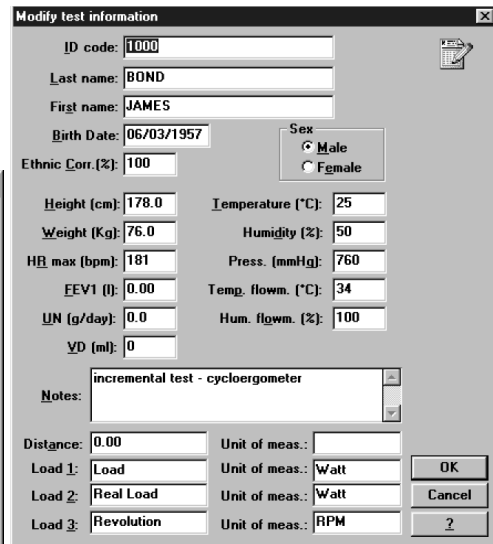 Modify test information
ID code: 1000
Last name: BOND
First name: JAMES
Birth Date: 06/03/1957
Sex
Male
Ethnic Corr.(%): 100
Female
Height (cm): 178.0 Temperature (°C): 25
Weight (Kg): 76.0 Humidity (%): 50
HR max (bpm): 181 Press. (mmHg): 760
FEV1 (l): 0.00 Temp. flowm. (°C): 34
UN (g/day): 0.0 Hum. flowm. (%): 100
VD (ml): 0
Notes: incremental test - cycloergometer
Distance: 0.00 Unit of meas.:
Load 1: Load Unit of meas.: Watt OK
Load 2: Real Load Unit of meas.: Watt Cancel
Load 3: Revolution Unit of meas.: RPM ?